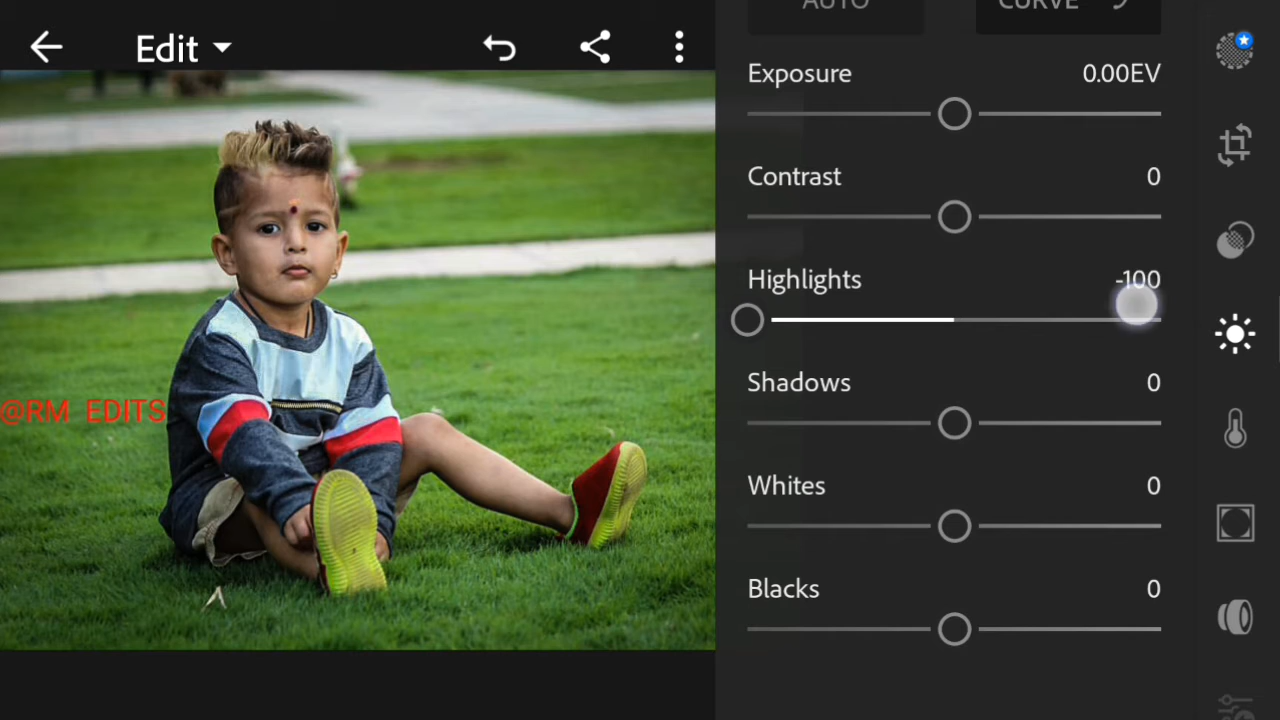 AUTO
CURVE
Edit
Exposure 0.00EV
Contrast 0
Highlights -100
Shadows 0
@RM EDITS
Whites 0
Blacks 0